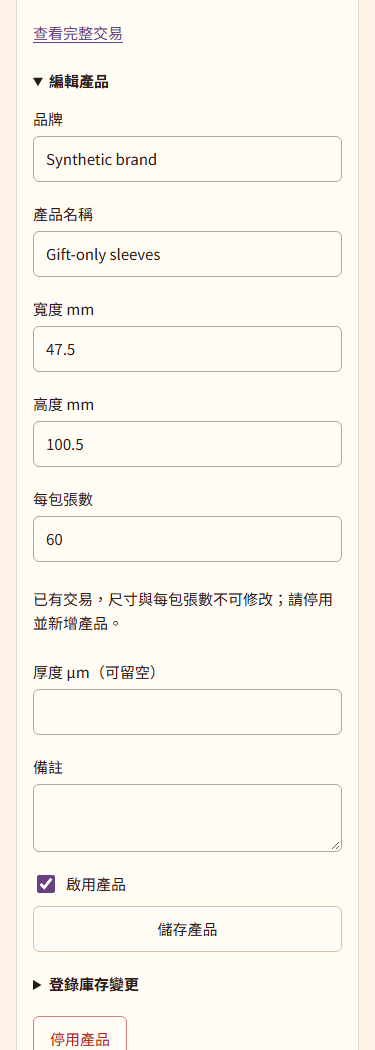 查看完整交易
▼ 編輯產品
品牌
Synthetic brand
產品名稱
Gift-only sleeves
寬度 mm
47.5
高度 mm
100.5
每包張數
60
已有交易，尺寸與每包張數不可修改；請停用
並新增產品。
厚度 µm（可留空）
備註
啟用產品
儲存產品
▶ 登錄庫存變更
停用產品